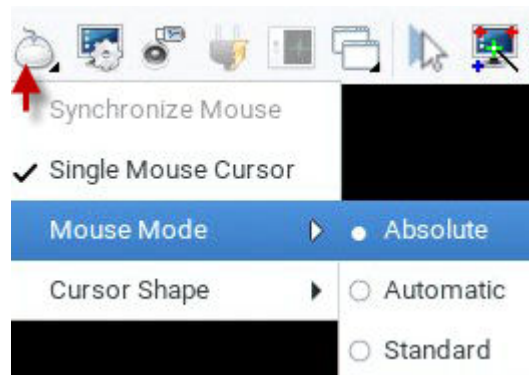 Synchronize Mouse
Single Mouse Cursor
Mouse Mode
Absolute
Cursor Shape
Automatic
Standard